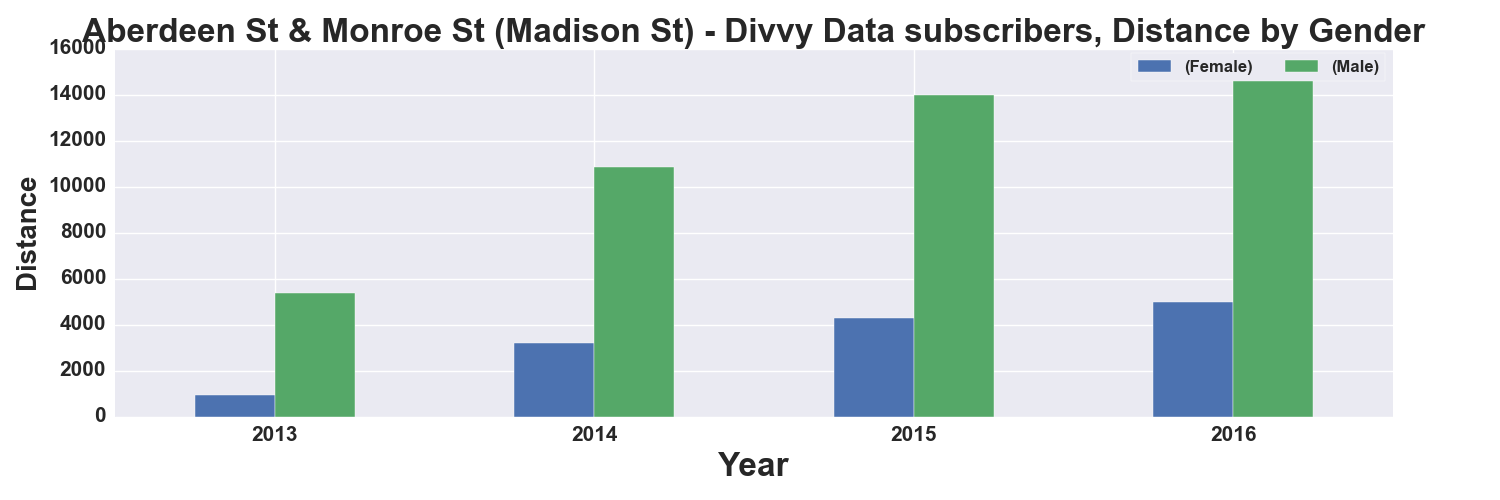 Aberdeen St & Monroe St (Madison St) - Divvy Data subscribers, Distance by Gender
(Female) (Male)
Distance
16000
14000
12000
10000
8000
6000
4000
2000
0
2013 2014 2015 2016
Year